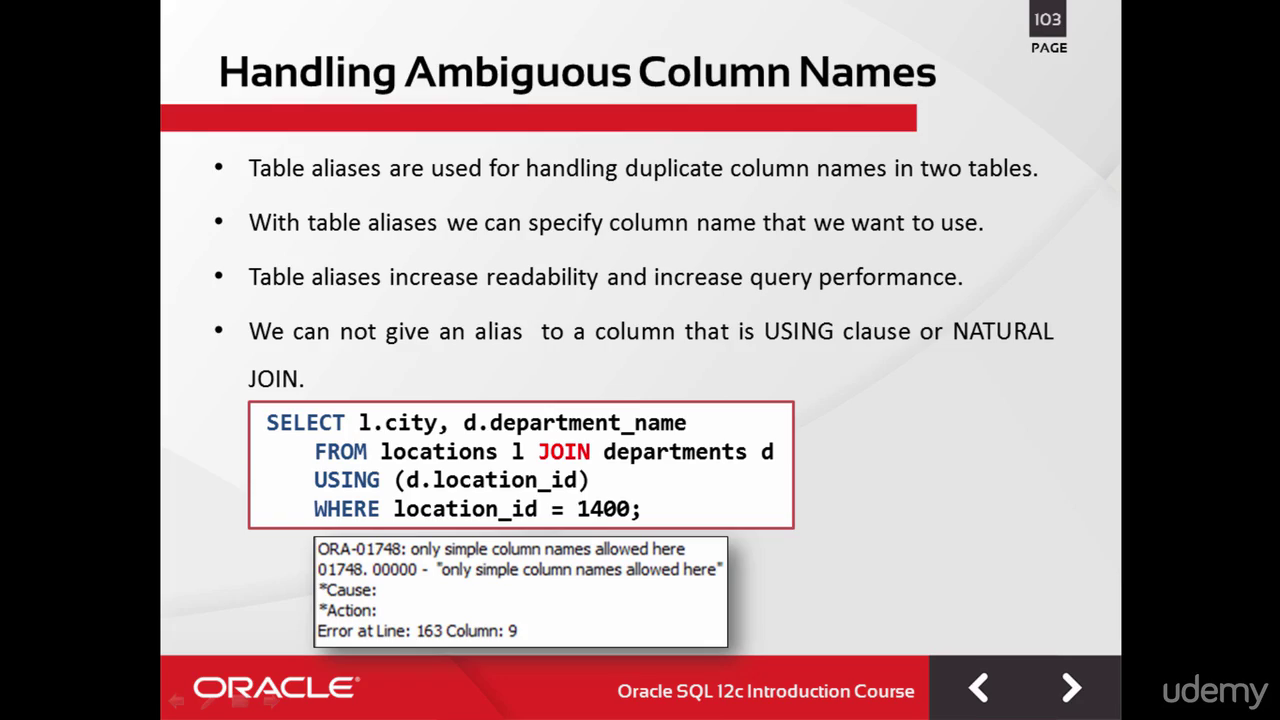 103
PAGE
Handling Ambiguous Column Names
• Table aliases are used for handling duplicate column names in two tables.
• With table aliases we can specify column name that we want to use.
• Table aliases increase readability and increase query performance.
• We can not give an alias to a column that is USING clause or NATURAL
JOIN.
SELECT l.city, d.department_name
FROM locations l JOIN departments d
USING (d.location_id)
WHERE location_id = 1400;
ORA-01748: only simple column names allowed here
01748. 00000 - "only simple column names allowed here"
*Cause:
*Action:
Error at Line: 163 Column: 9
ORACLE®
Oracle SQL 12c Introduction Course
udemy